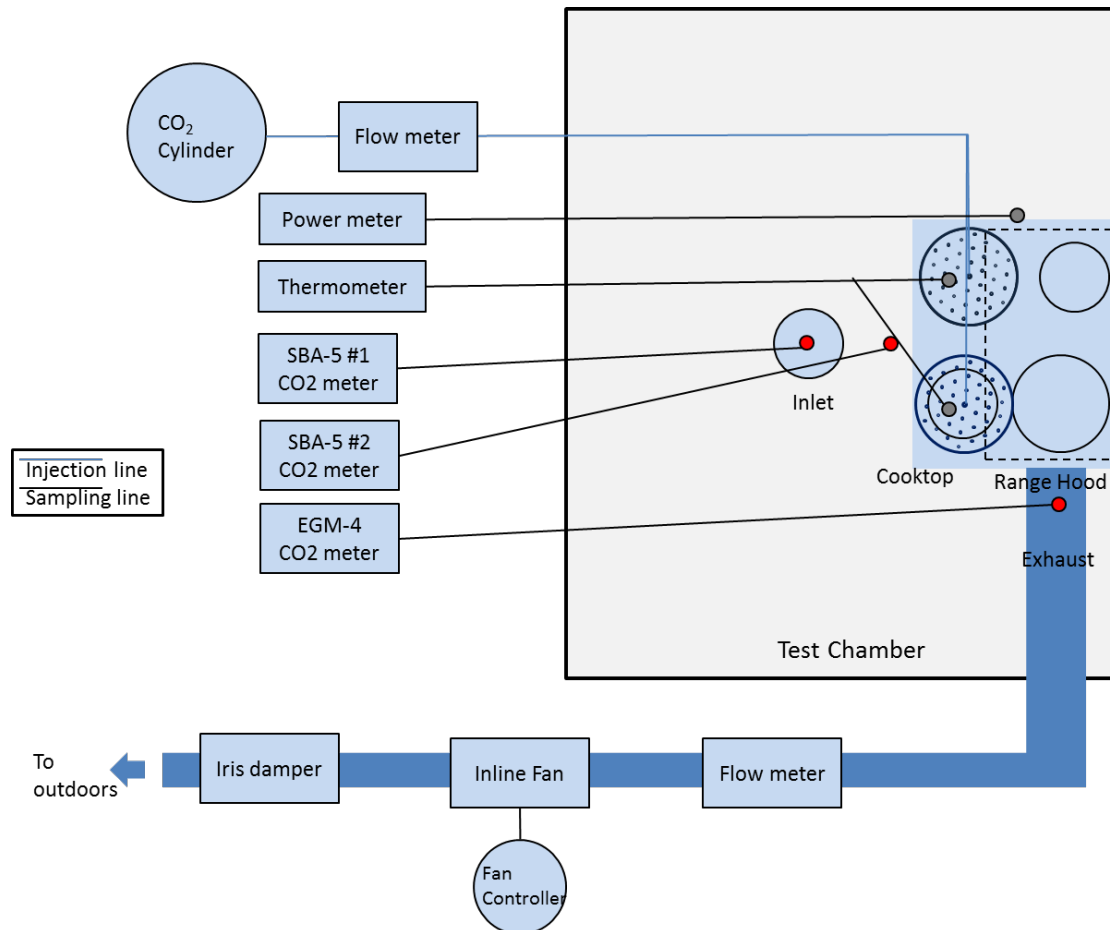 CO₂
Cylinder
Flow meter
Power meter
Thermometer
SBA-5 #1
CO2 meter
SBA-5 #2
CO2 meter
EGM-4
CO2 meter
Injection line
Sampling line
Inlet
Cooktop
Range Hood
Exhaust
Test Chamber
To
outdoors
Iris damper
Inline Fan
Flow meter
Fan
Controller